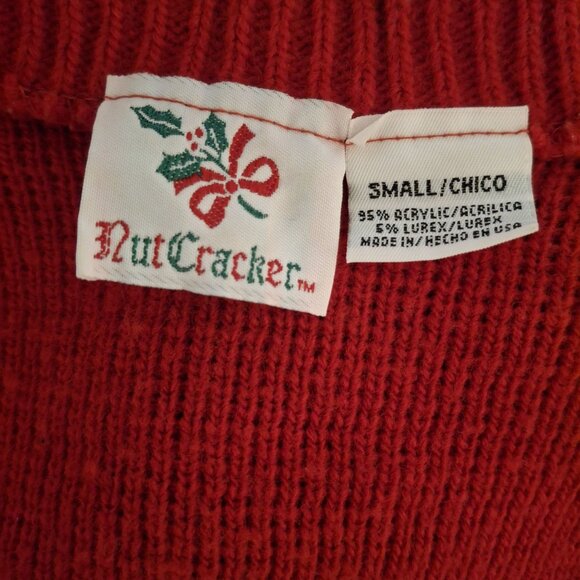 NutCracker™
SMALL/CHICO
95% ACRYLIC/ACRILICA
5% LUREX/LUREX
MADE IN/HECHO EN USA